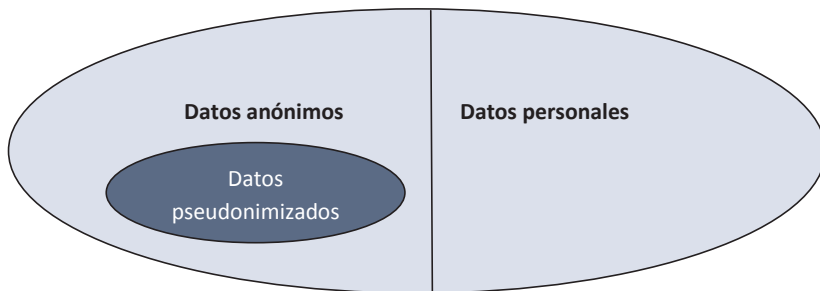 Datos anónimos
Datos personales
Datos
pseudonimizados